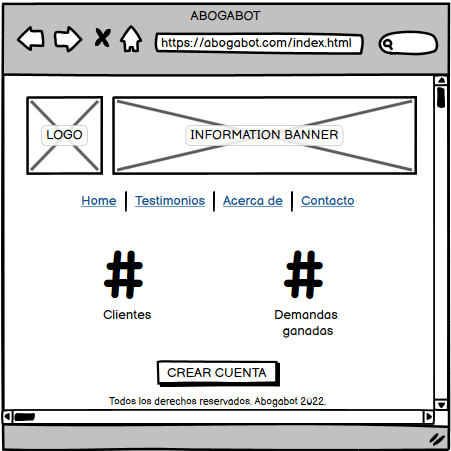 ABOGABOT
https://abogabot.com/index.html
LOGO
INFORMATION BANNER
Home | Testimonios | Acerca de | Contacto
# #
Clientes Demandas
ganadas
CREAR CUENTA
Todos los derechos reservados, Abogabot 2022.